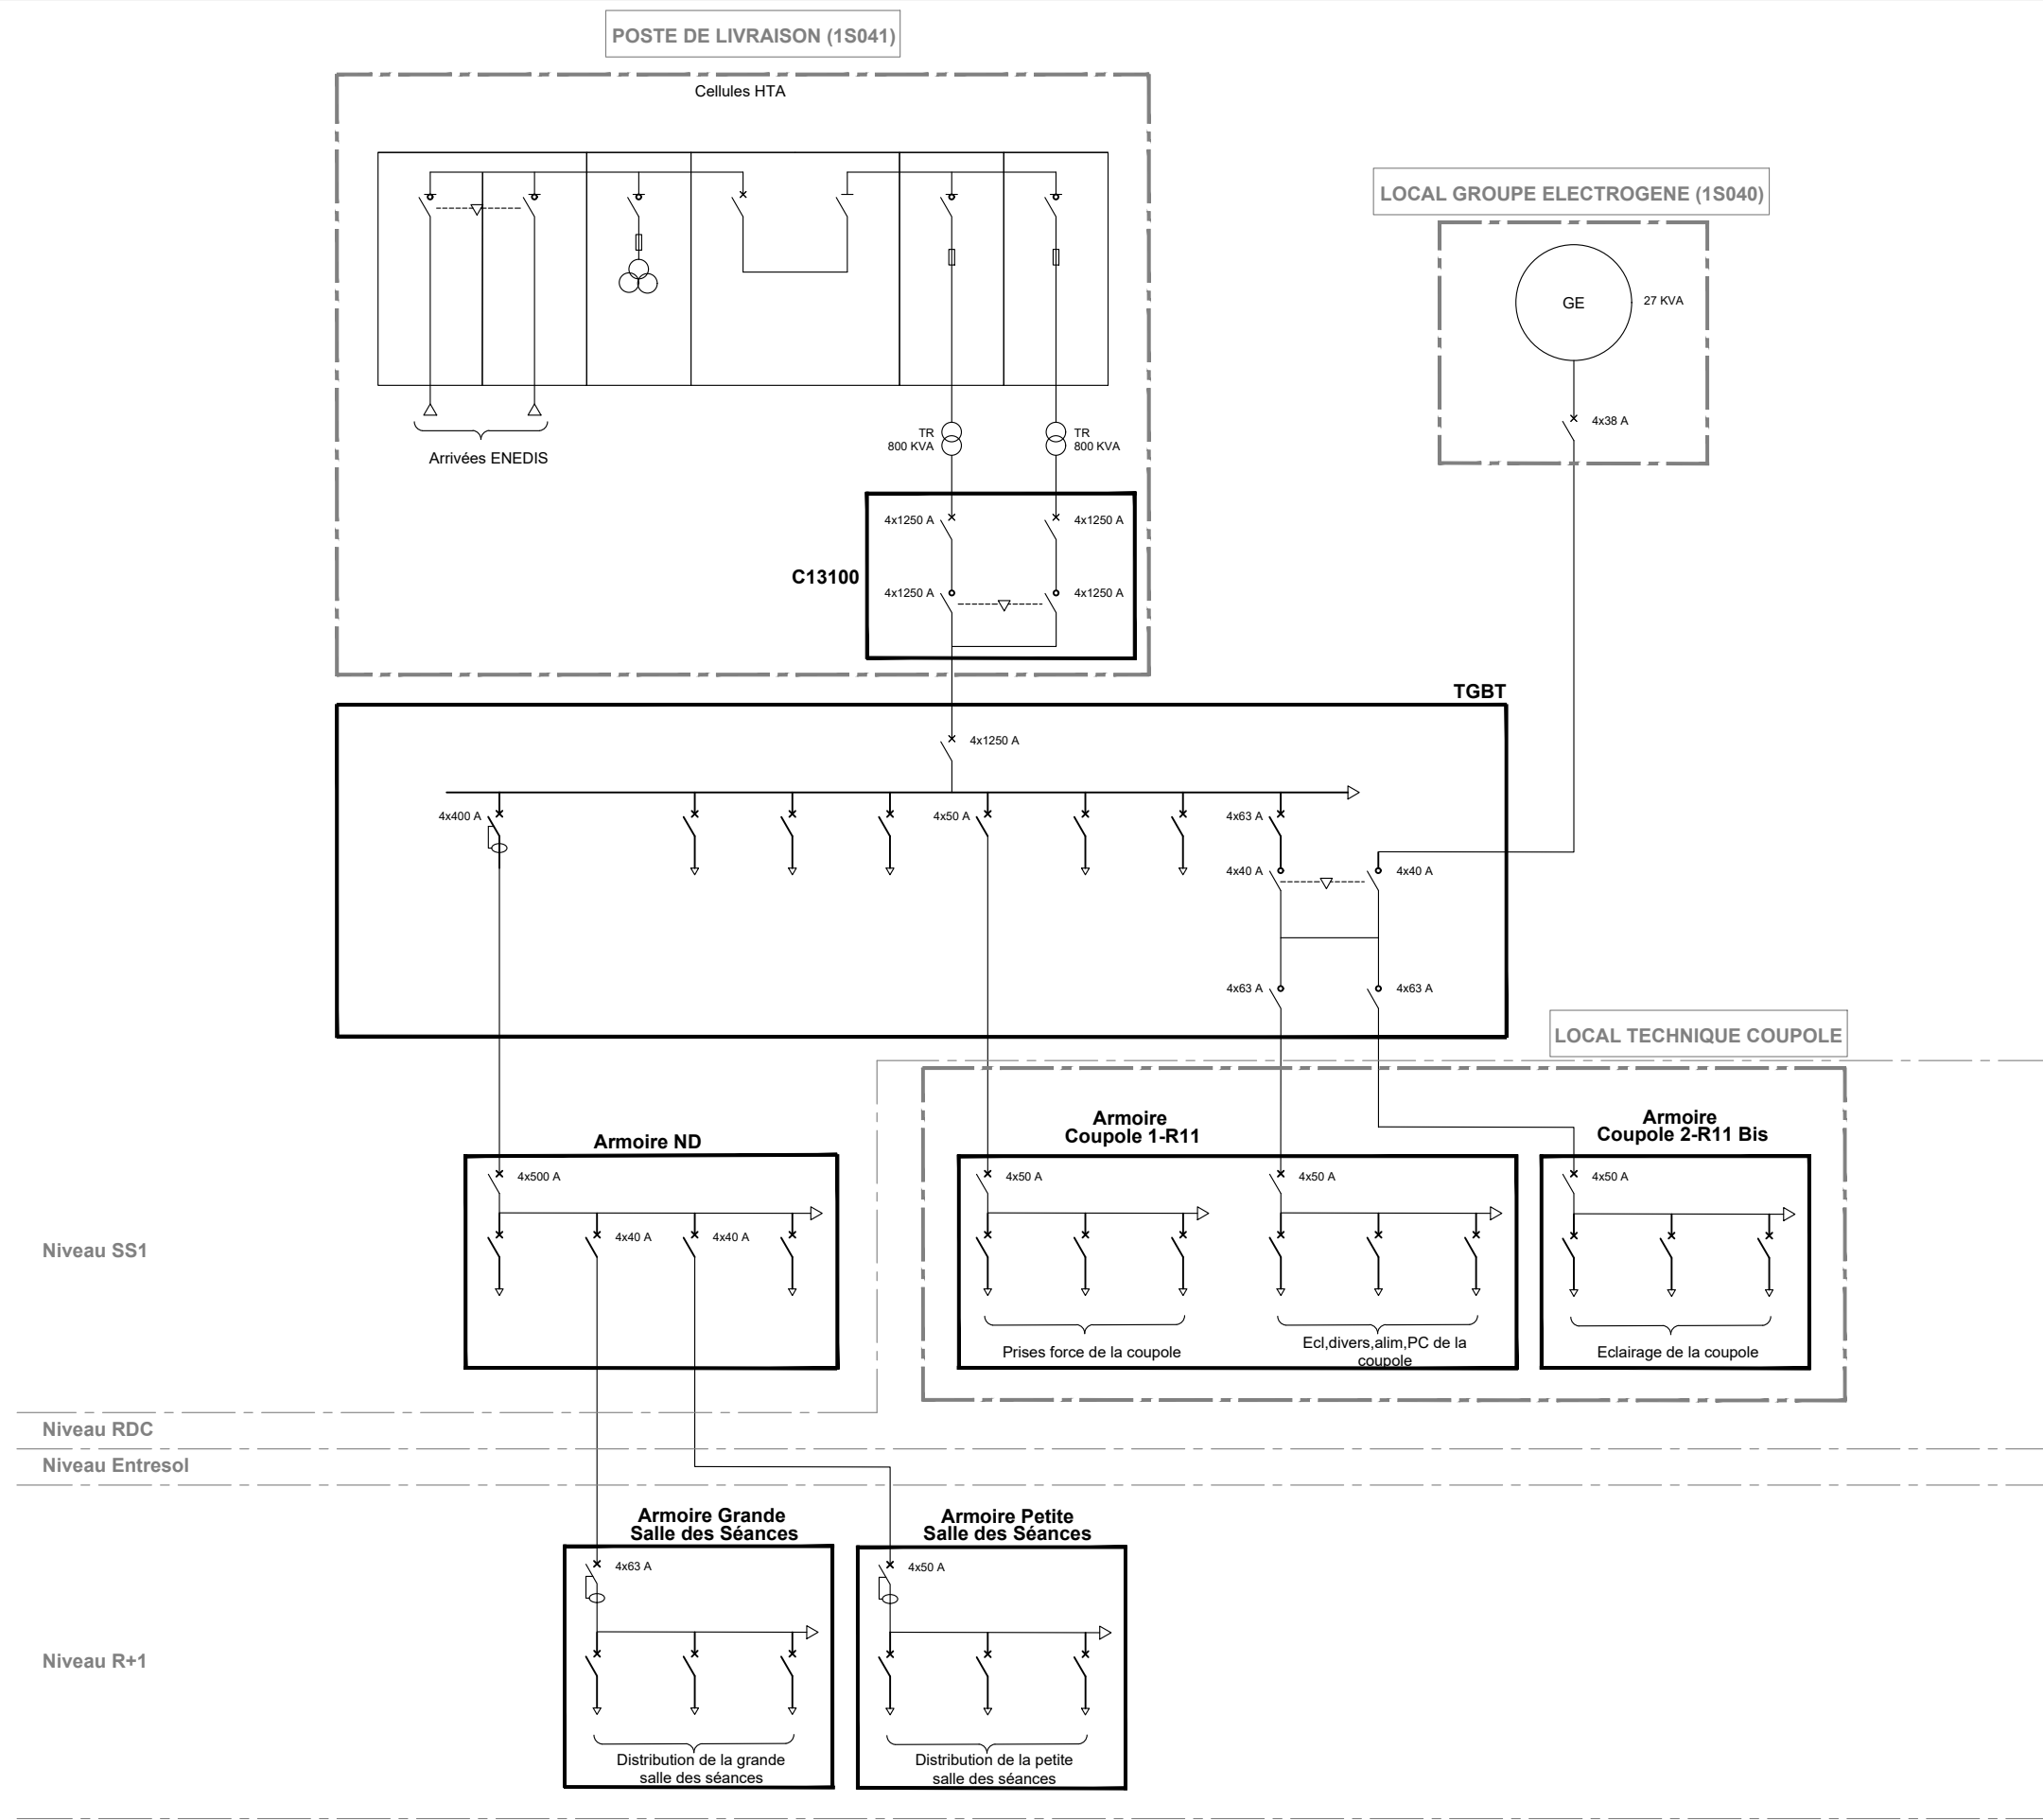 POSTE DE LIVRAISON (1S041)
Cellules HTA
LOCAL GROUPE ELECTROGENE (1S040)
GE
27 KVA
4x38 A
Arrivées ENEDIS
TR
800 KVA
TR
800 KVA
4x1250 A
4x1250 A
C13100
4x1250 A
4x1250 A
TGBT
4x1250 A
4x400 A
4x50 A
4x63 A
4x40 A
4x40 A
4x63 A
4x63 A
LOCAL TECHNIQUE COUPOLE
Armoire ND
Armoire
Coupole 1-R11
Armoire
Coupole 2-R11 Bis
4x500 A
4x50 A
4x50 A
4x50 A
4x40 A
4x40 A
Niveau SS1
Prises force de la coupole
Ecl,divers,alim,PC de la
coupole
Eclairage de la coupole
Niveau RDC
Niveau Entresol
Armoire Grande
Salle des Séances
Armoire Petite
Salle des Séances
4x63 A
4x50 A
Niveau R+1
Distribution de la grande
salle des séances
Distribution de la petite
salle des séances